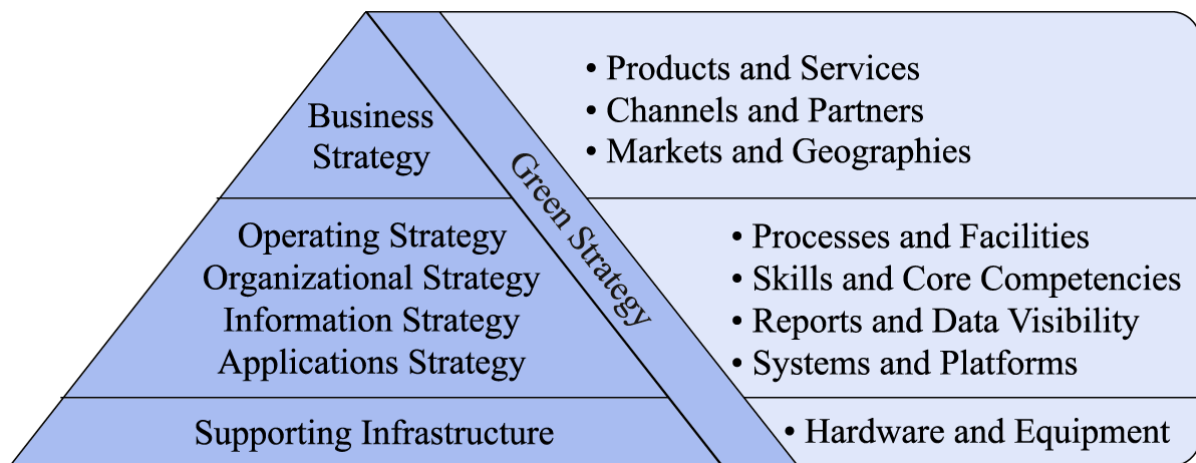 Business
Strategy
Operating Strategy
Organizational Strategy
Information Strategy
Applications Strategy
Supporting Infrastructure
Green Strategy
• Products and Services
• Channels and Partners
• Markets and Geographies
• Processes and Facilities
• Skills and Core Competencies
• Reports and Data Visibility
• Systems and Platforms
• Hardware and Equipment